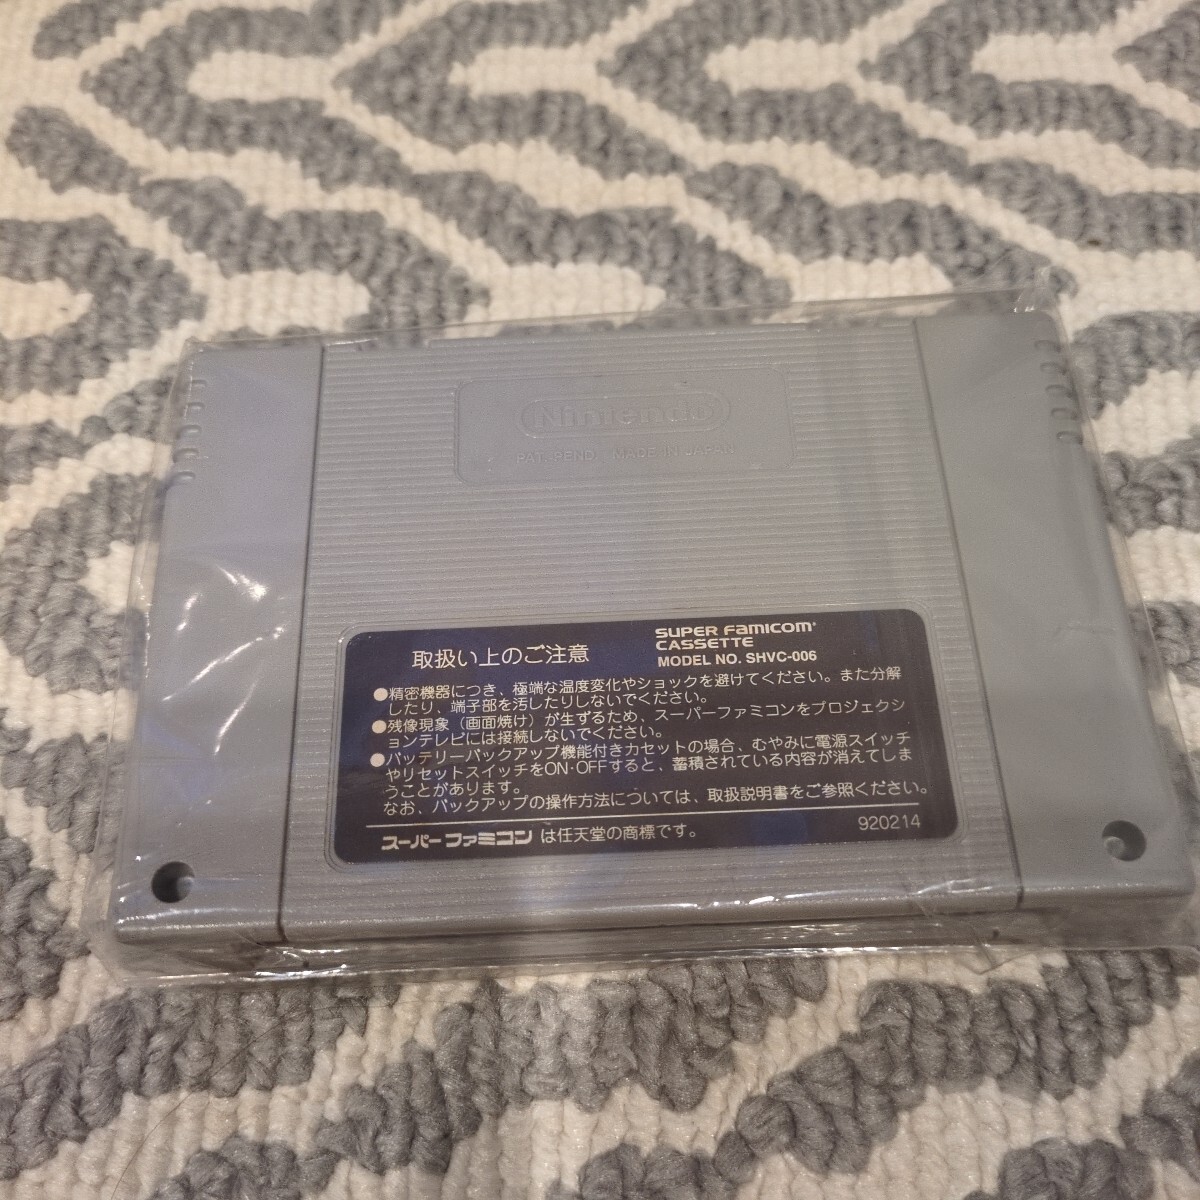 Nintendo
PAT. PEND. MADE IN JAPAN
取扱い上のご注意
SUPER FAMICOM
CASSETTE
MODEL NO. SHVC-006
●精密機器につき、極端な温度変化やショックを避けてください。また分解
したり、端子部を汚したりしないでください。
●残像現象（画面焼け）が生ずるため、スーパーファミコンをプロジェクシ
ョンテレビには接続しないでください。
●バッテリーバックアップ機能付きカセットの場合、むやみに電源スイッチ
やリセットスイッチをON・OFFすると、蓄積されている内容が消えてしま
うことがあります。
なお、バックアップの操作方法については、取扱説明書をご参照ください。
スーパーファミコン は任天堂の商標です。
920214